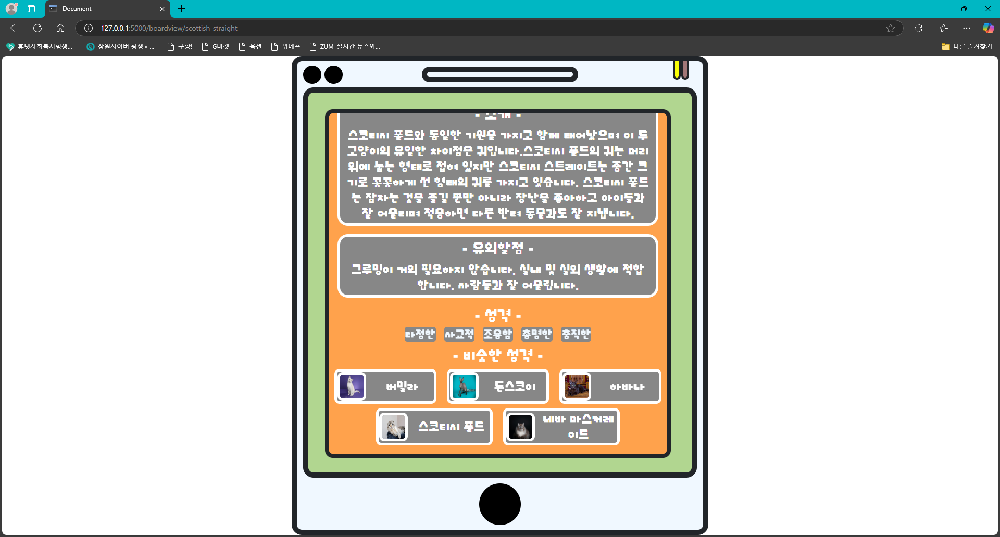 Document
127.0.0.1:5000/boardview/scottish-straight
휴넷사회복지평생...
장원사이버 평생교...
쿠팡!
G마켓
옥션
위메프
ZUM-실시간 뉴스와...
다른 즐겨찾기
스코티시 폴드와 동일한 기원을 가지고 함께 태어났으며 이 두
고양이의 유일한 차이점은 귀입니다.스코티시 폴드의 귀는 머리
위에 눕는 형태로 접혀 있지만 스코티시 스트레이트는 중간 크
기로 꼿꼿하게 선 형태의 귀를 가지고 있습니다. 스코티시 폴드
는 잠자는 것을 즐길 뿐만 아니라 장난을 좋아하고 아이들과
잘 어울리며 적응하면 다른 반려 동물과도 잘 지냅니다.
- 유의할점 -
그루밍이 거의 필요하지 않습니다. 실내 및 실외 생활에 적합
합니다. 사람들과 잘 어울립니다.
- 성격 -
다정한 사교적 조용함 총명한 충직한
- 비슷한 성격 -
버밀라 돈스코이 하바나
스코티시 폴드 네바 마스커레
이드